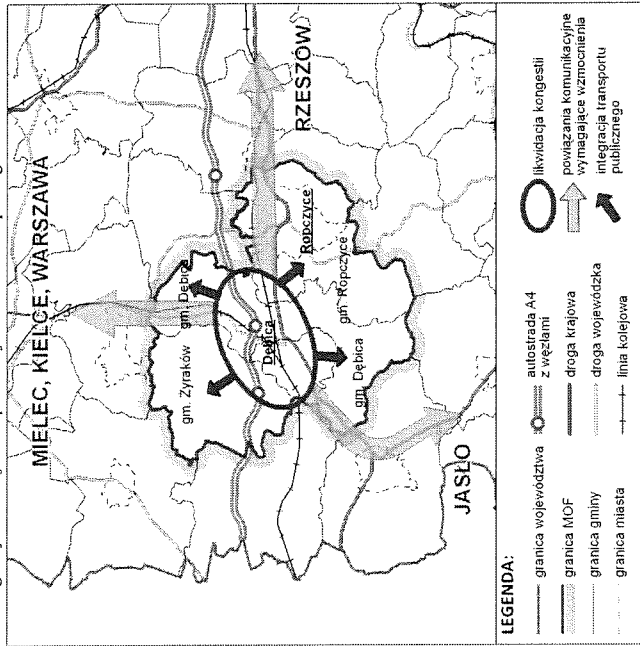 MIELEC, KIELCE, WARSZAWA
gm. Żyraków
gm. Dębica
Dębica
RZESZÓW
Ropczyce
gm. Ropczyce
gm. Dębica
JASŁO
LEGENDA:
granica województwa
granica MOF
granica gminy
granica miasta
autostrada A4
z węzłami
droga krajowa
droga wojewódzka
linia kolejowa
likwidacja kongestii
powiązania komunikacyjne
wymagające wzmocnienia
integracja transportu
publicznego